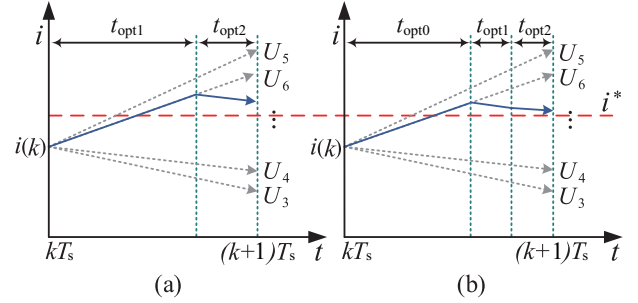 i
t_opt1
t_opt2
U_5
U_6
⋮
i(k)
U_4
U_3
kT_s
(k+1)T_s
t
(a)
i
t_opt0
t_opt1
t_opt2
U_5
U_6
i*
⋮
i(k)
U_4
U_3
kT_s
(k+1)T_s
t
(b)